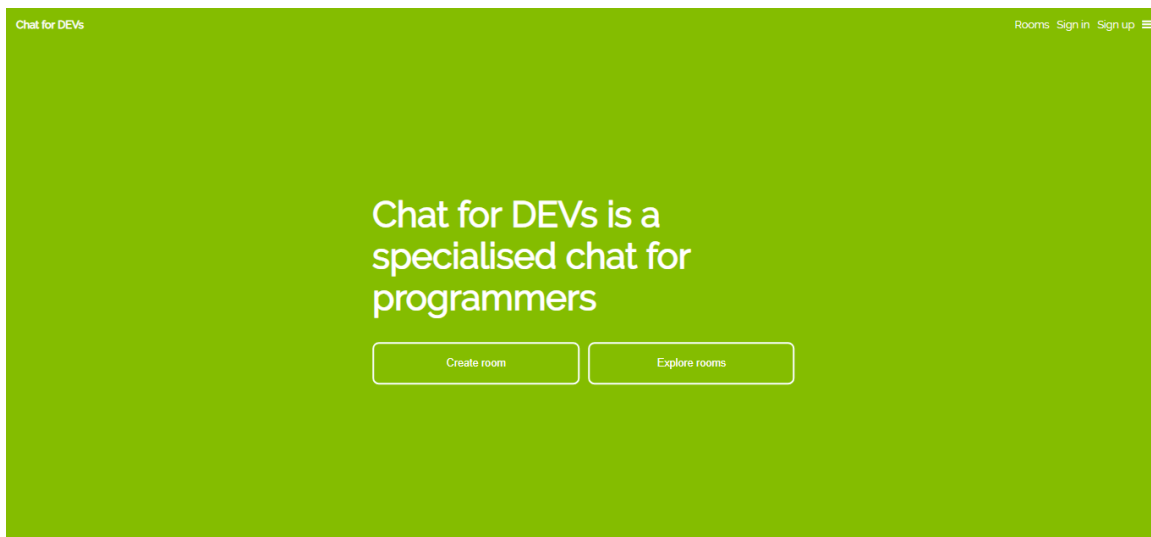 Chat for DEVs
Rooms Sign in Sign up
Chat for DEVs is a
specialised chat for
programmers
Create room
Explore rooms